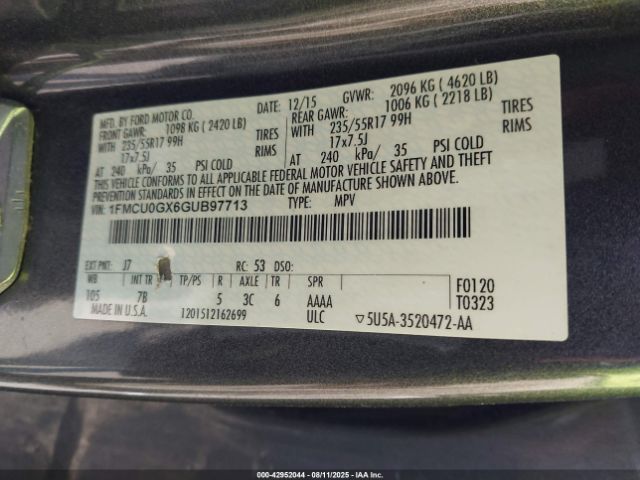 MFD. BY FORD MOTOR CO.
DATE: 12/15 GVWR: 2096 KG ( 4620 LB)
FRONT GAWR: 1098 KG ( 2420 LB)
REAR GAWR: 1006 KG ( 2218 LB)
WITH 235/55R17 99H TIRES
WITH 235/55R17 99H TIRES
17x7.5J RIMS
17x7.5J RIMS
AT 240 kPa/ 35 PSI COLD
AT 240 kPa/ 35 PSI COLD
THIS VEHICLE CONFORMS TO ALL APPLICABLE FEDERAL MOTOR VEHICLE SAFETY AND THEFT
PREVENTION STANDARDS IN EFFECT ON THE DATE OF MANUFACTURE SHOWN ABOVE.
VIN: 1FMCU0GX6GUB97713 TYPE: MPV
EXT PNT: J7 RC: 53 DSO:
WB INT TR TP/PS R AXLE TR SPR
105 7B 5 3C 6 AAAA
F0120
T0323
MADE IN U.S.A. 1201512162699 ULC ▽5U5A-3520472-AA
© 42952044 - 08/11/2025 - IAA Inc.